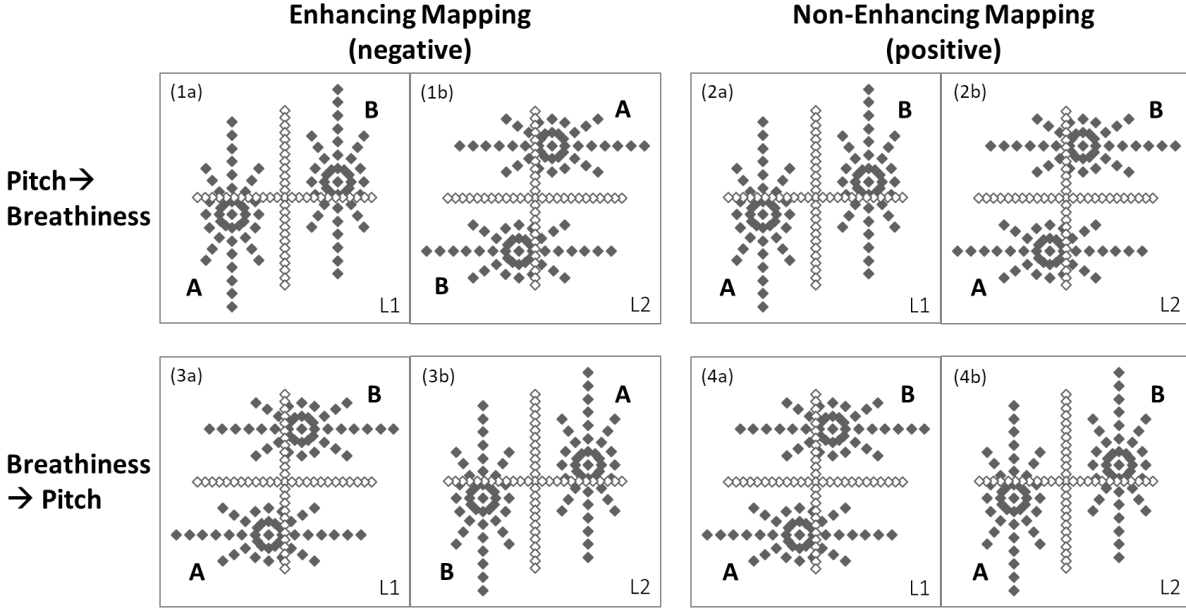 Enhancing Mapping
(negative)
Non-Enhancing Mapping
(positive)
Pitch→
Breathiness
(1a)
B
A
L1
(1b)
A
B
L2
(2a)
B
A
L1
(2b)
B
A
L2
Breathiness
→ Pitch
(3a)
B
A
L1
(3b)
A
B
L2
(4a)
B
A
L1
(4b)
B
A
L2